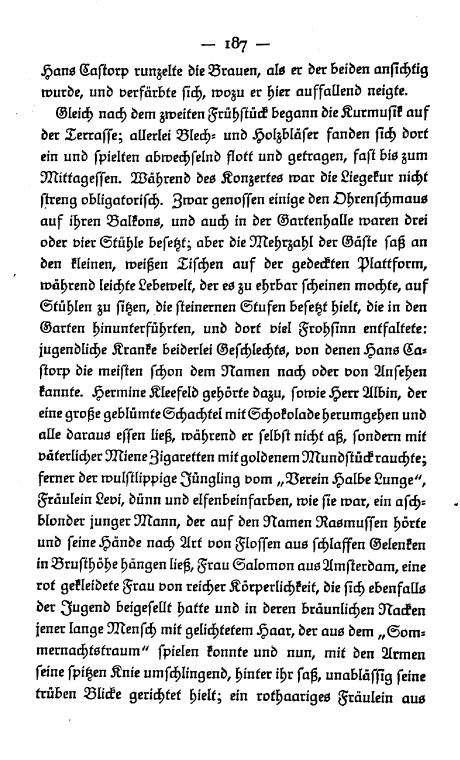 — 187 —
Hans Castorp runzelte die Brauen, als er der beiden ansichtig
wurde, und verfärbte sich, wozu er hier auffallend neigte.
Gleich nach dem zweiten Frühstück begann die Kurmusik auf
der Terrasse; allerlei Blech- und Holzbläser fanden sich dort
ein und spielten abwechselnd flott und getragen, fast bis zum
Mittagessen. Während des Konzertes war die Liegekur nicht
streng obligatorisch. Zwar genossen einige den Ohrenschmaus
auf ihren Balkons, und auch in der Gartenhalle waren drei
oder vier Stühle besetzt; aber die Mehrzahl der Gäste saß an
den kleinen, weißen Tischen auf der gedeckten Plattform,
während leichte Lebewelt, der es zu ehrbar scheinen mochte, auf
Stühlen zu sitzen, die steinernen Stufen besetzt hielt, die in den
Garten hinunterführten, und dort viel Frohsinn entfaltete:
jugendliche Kranke beiderlei Geschlechts, von denen Hans Ca-
storp die meisten schon dem Namen nach oder von Ansehen
kannte. Hermine Kleefeld gehörte dazu, sowie Herr Albin, der
eine große geblümte Schachtel mit Schokolade herumgehen und
alle daraus essen ließ, während er selbst nicht aß, sondern mit
väterlicher Miene Zigaretten mit goldenem Mundstück rauchte;
ferner der wulstlippige Jüngling vom „Verein Halbe Lunge“,
Fräulein Levi, dünn und elfenbeinfarben, wie sie war, ein asch-
blonder junger Mann, der auf den Namen Rasmussen hörte
und seine Hände nach Art von Flossen aus schlaffen Gelenken
in Brusthöhe hängen ließ, Frau Salomon aus Amsterdam, eine
rot gekleidete Frau von reicher Körperlichkeit, die sich ebenfalls
der Jugend beigesellt hatte und in deren bräunlichen Nacken
jener lange Mensch mit gelichtetem Haar, der aus dem „Som-
mernachtstraum“ spielen konnte und nun, mit den Armen
seine spitzen Knie umschlingend, hinter ihr saß, unablässig seine
trüben Blicke gerichtet hielt; ein rothaariges Fräulein aus